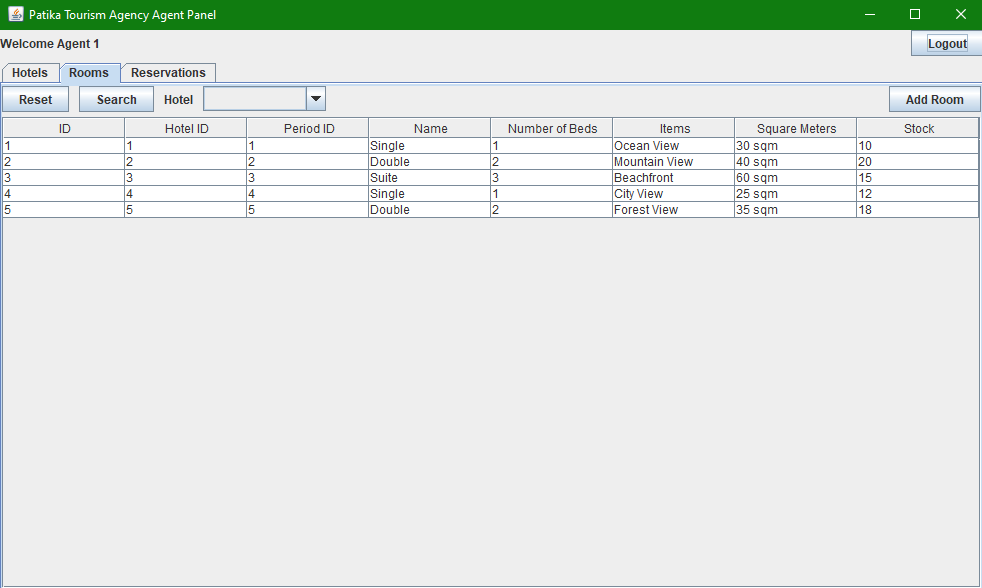 Patika Tourism Agency Agent Panel
Welcome Agent 1
Logout
Hotels Rooms Reservations
Reset Search Hotel Add Room
ID Hotel ID Period ID Name Number of Beds Items Square Meters Stock
1 1 1 Single 1 Ocean View 30 sqm 10
2 2 2 Double 2 Mountain View 40 sqm 20
3 3 3 Suite 3 Beachfront 60 sqm 15
4 4 4 Single 1 City View 25 sqm 12
5 5 5 Double 2 Forest View 35 sqm 18